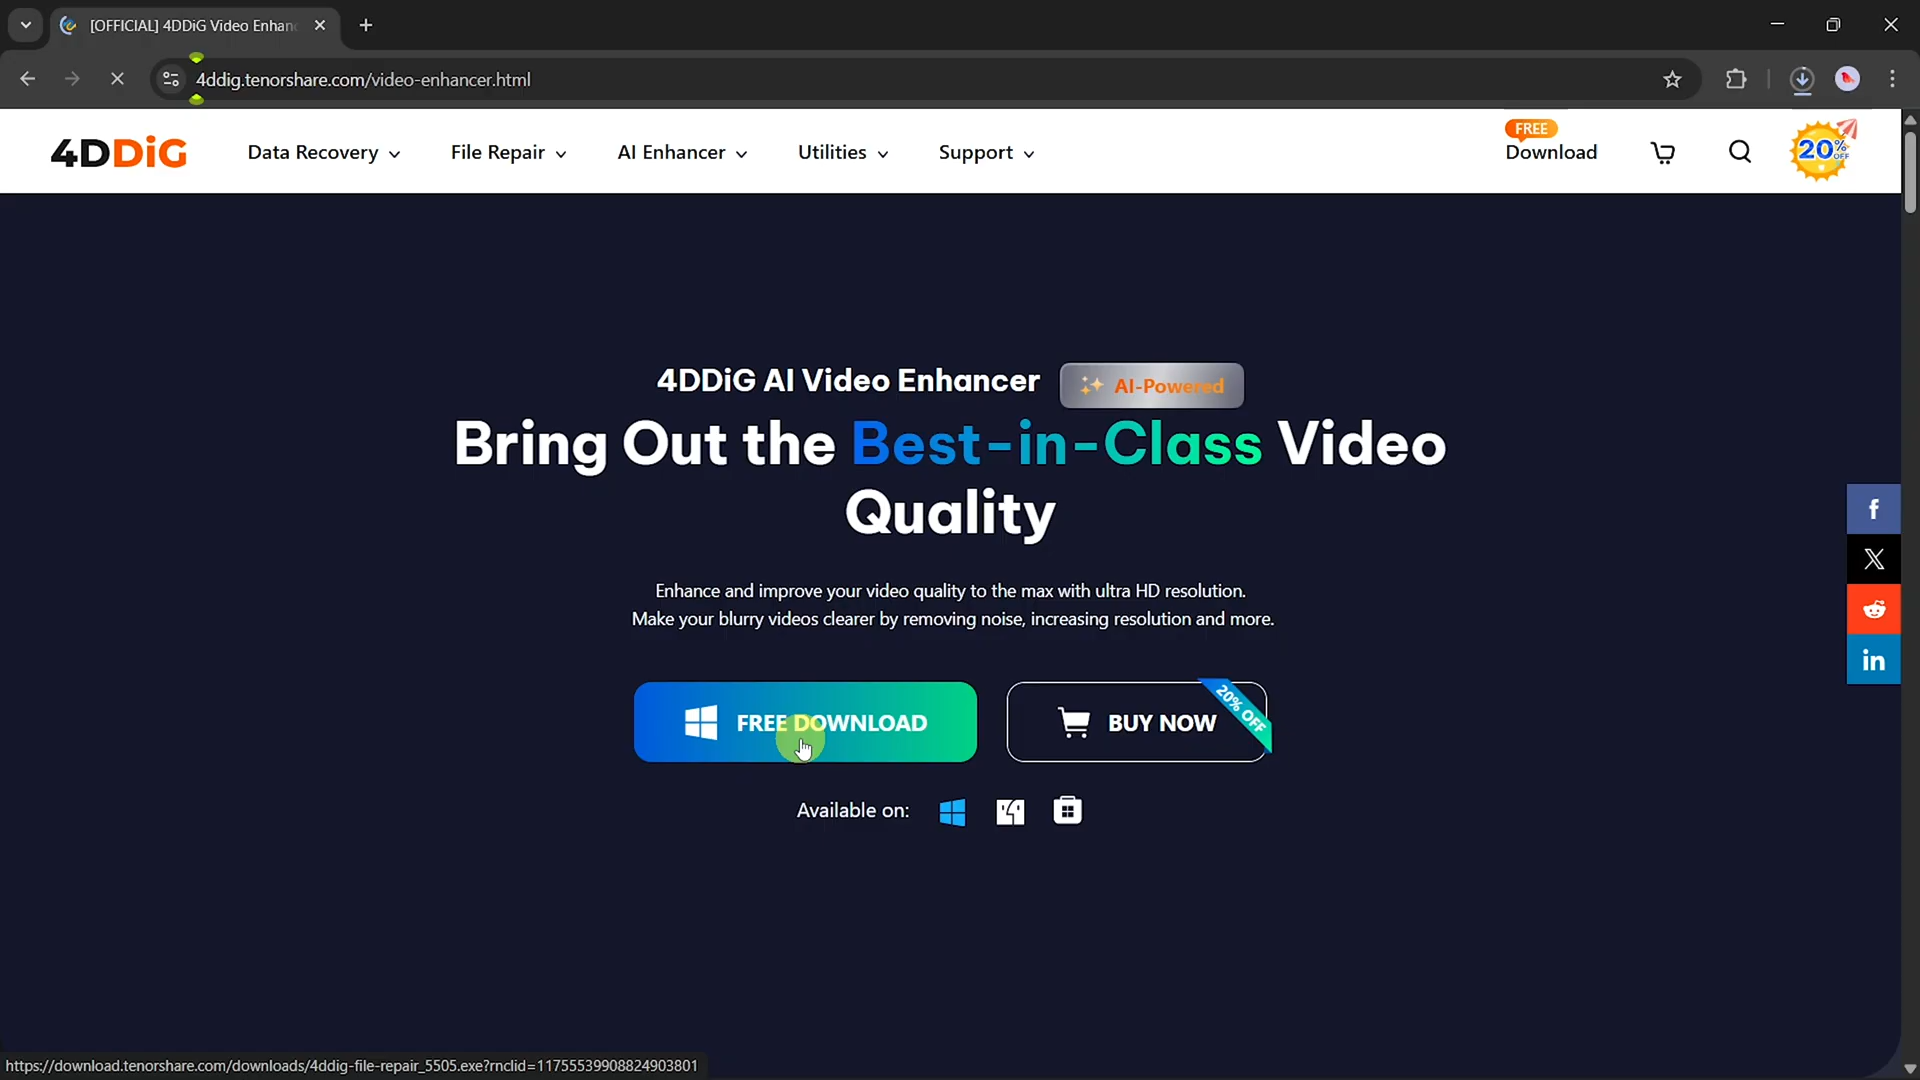 [OFFICIAL] 4DDiG Video Enhan
4ddig.tenorshare.com/video-enhancer.html
4DDiG
Data Recovery
File Repair
AI Enhancer
Utilities
Support
FREE
Download
20% OFF
4DDiG AI Video Enhancer
AI-Powered
Bring Out the Best-in-Class Video
Quality
Enhance and improve your video quality to the max with ultra HD resolution.
Make your blurry videos clearer by removing noise, increasing resolution and more.
FREE DOWNLOAD
BUY NOW
20% OFF
Available on:
https://download.tenorshare.com/downloads/4ddig-file-repair_5505.exe?rnclid=11755539908824903801